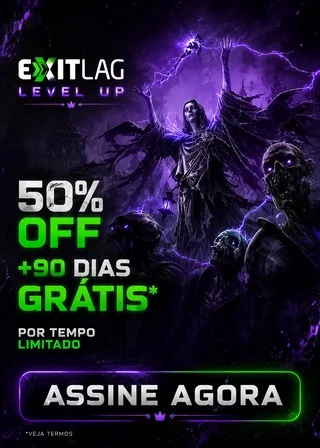 EXITLAG
LEVEL UP
50%
OFF
+90 DIAS
GRÁTIS*
POR TEMPO
LIMITADO
ASSINE AGORA
*VEJA TERMOS